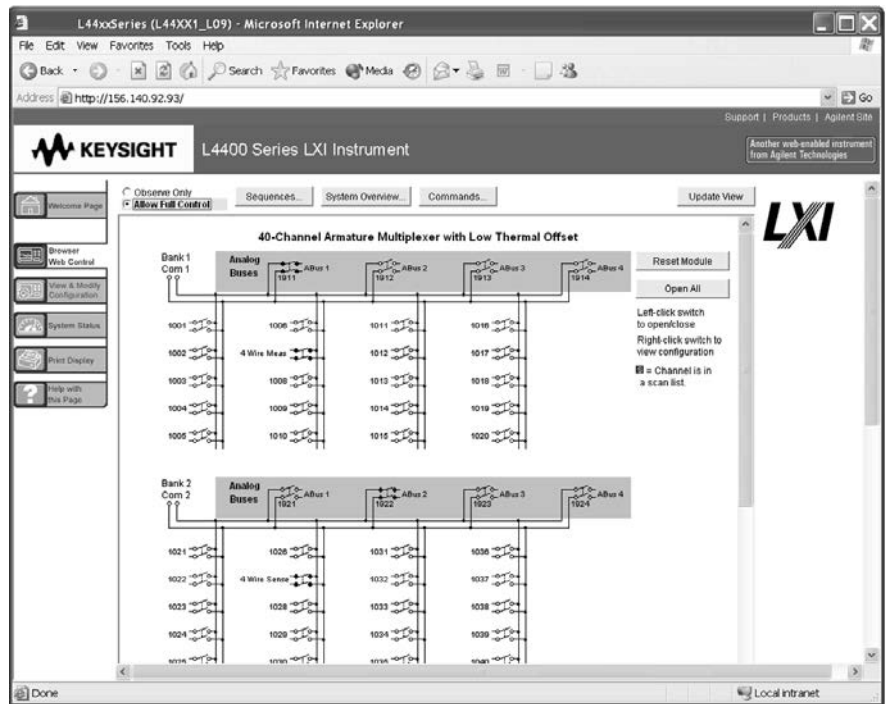 L44xxSeries (L44XX1_L09) - Microsoft Internet Explorer
File Edit View Favorites Tools Help
Back Search Favorites Media
Address http://156.140.92.93/ Go
Support | Products | Agilent Site
KEYSIGHT L4400 Series LXI Instrument
Another web-enabled instrument
from Agilent Technologies
Welcome Page
Browser
Web Control
View & Modify
Configuration
System Status
Print Display
Help with
this Page
Observe Only
Allow Full Control
Sequences... System Overview... Commands... Update View
LXI
40-Channel Armature Multiplexer with Low Thermal Offset
Bank 1
Com 1
Analog
Buses
ABus 1 ABus 2 ABus 3 ABus 4
1911 1912 1913 1914
Reset Module
Open All
Left-click switch
to open/close
Right-click switch to
view configuration
= Channel is in
a scan list.
1001 1006 1011 1016
1002 4 Wire Meas 1012 1017
1003 1008 1013 1018
1004 1009 1014 1019
1005 1010 1015 1020
Bank 2
Com 2
Analog
Buses
ABus 1 ABus 2 ABus 3 ABus 4
1921 1922 1923 1924
1021 1026 1031 1036
1022 4 Wire Sense 1032 1037
1023 1028 1033 1038
1024 1029 1034 1039
1025 1030 1035 1040
Done Local intranet